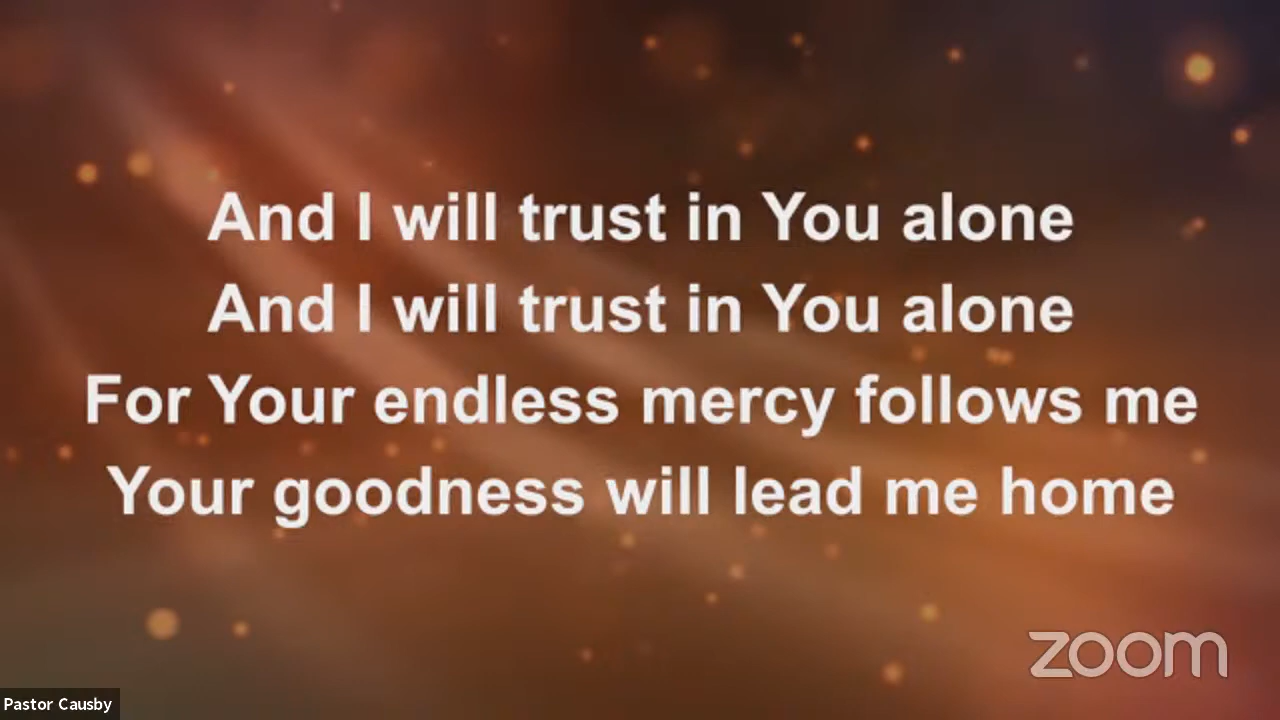 And I will trust in You alone
And I will trust in You alone
For Your endless mercy follows me
Your goodness will lead me home
zoom
Pastor Causby